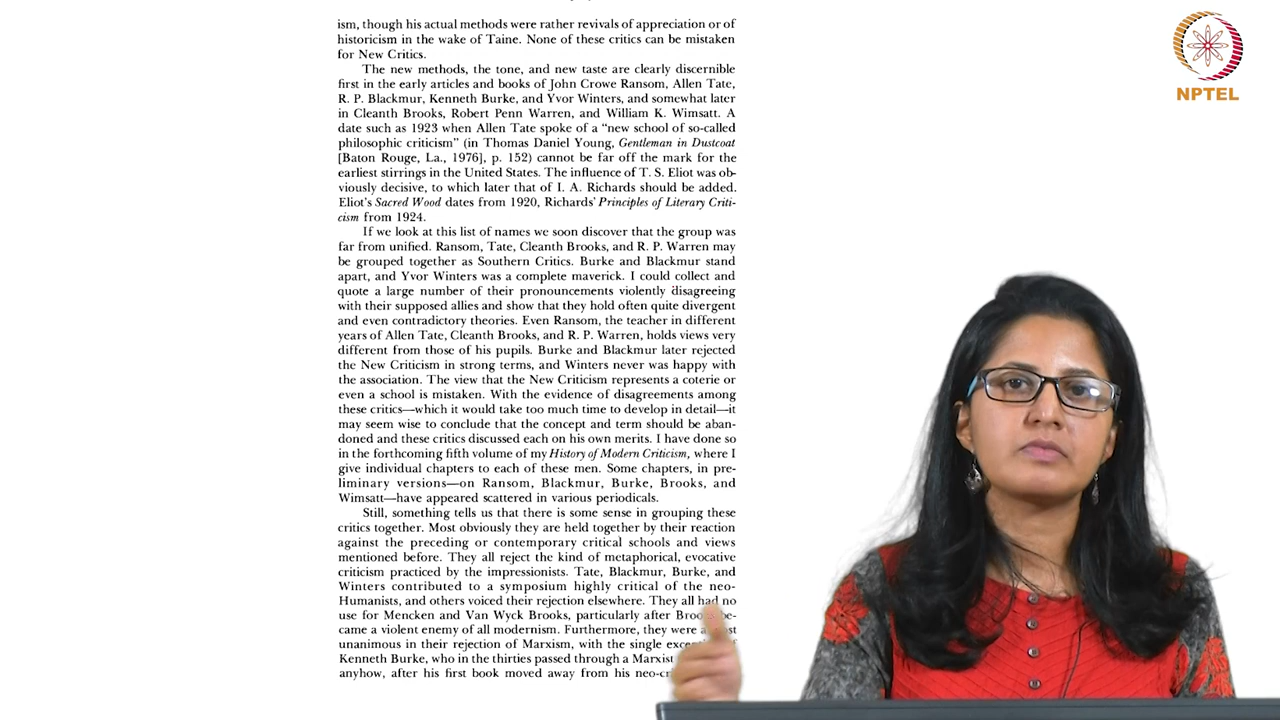 ism, though his actual methods were rather revivals of appreciation or of
historicism in the wake of Taine. None of these critics can be mistaken
for New Critics.
The new methods, the tone, and new taste are clearly discernible
first in the early articles and books of John Crowe Ransom, Allen Tate,
R. P. Blackmur, Kenneth Burke, and Yvor Winters, and somewhat later
in Cleanth Brooks, Robert Penn Warren, and William K. Wimsatt. A
date such as 1923 when Allen Tate spoke of a “new school of so-called
philosophic criticism” (in Thomas Daniel Young, Gentleman in Dustcoat
[Baton Rouge, La., 1976], p. 152) cannot be far off the mark for the
earliest stirrings in the United States. The influence of T. S. Eliot was ob-
viously decisive, to which later that of I. A. Richards should be added.
Eliot's Sacred Wood dates from 1920, Richards' Principles of Literary Criti-
cism from 1924.
If we look at this list of names we soon discover that the group was
far from unified. Ransom, Tate, Cleanth Brooks, and R. P. Warren may
be grouped together as Southern Critics. Burke and Blackmur stand
apart, and Yvor Winters was a complete maverick. I could collect and
quote a large number of their pronouncements violently disagreeing
with their supposed allies and show that they hold often quite divergent
and even contradictory theories. Even Ransom, the teacher in different
years of Allen Tate, Cleanth Brooks, and R. P. Warren, holds views very
different from those of his pupils. Burke and Blackmur later rejected
the New Criticism in strong terms, and Winters never was happy with
the association. The view that the New Criticism represents a coterie or
even a school is mistaken. With the evidence of disagreements among
these critics—which it would take too much time to develop in detail—it
may seem wise to conclude that the concept and term should be aban-
doned and these critics discussed each on his own merits. I have done so
in the forthcoming fifth volume of my History of Modern Criticism, where I
give individual chapters to each of these men. Some chapters, in pre-
liminary versions—on Ransom, Blackmur, Burke, Brooks, and
Wimsatt—have appeared scattered in various periodicals.
Still, something tells us that there is some sense in grouping these
critics together. Most obviously they are held together by their reaction
against the preceding or contemporary critical schools and views
mentioned before. They all reject the kind of metaphorical, evocative
criticism practiced by the impressionists. Tate, Blackmur, Burke, and
Winters contributed to a symposium highly critical of the neo-
Humanists, and others voiced their rejection elsewhere. They all had no
use for Mencken and Van Wyck Brooks, particularly after Brooks be-
came a violent enemy of all modernism. Furthermore, they were
unanimous in their rejection of Marxism, with the single
Kenneth Burke, who in the thirties passed through a Marxist
anyhow, after his first book moved away from his
NPTEL